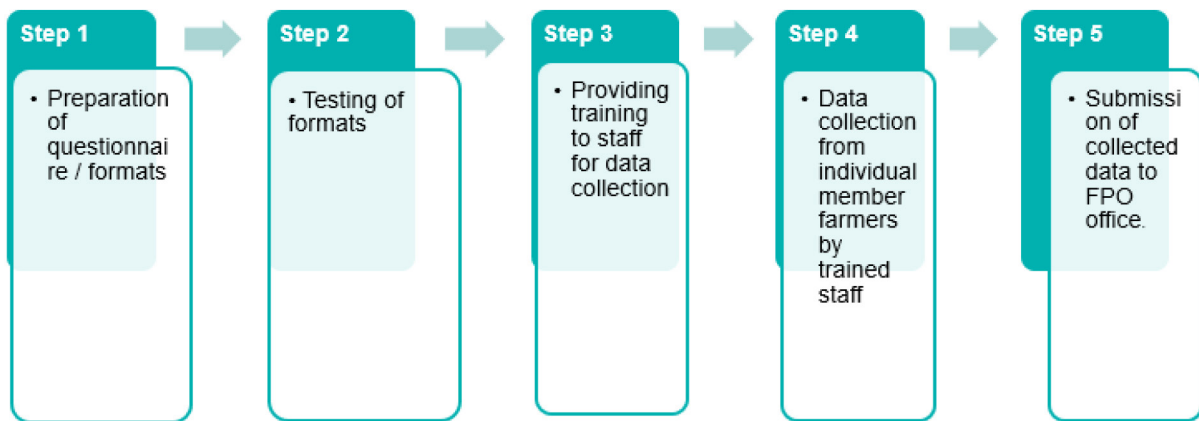 Step 1
• Preparation
of
questionnai
re / formats
Step 2
• Testing of
formats
Step 3
• Providing
training
to staff
for data
collection
Step 4
• Data
collection
from
individual
member
farmers
by
trained
staff
Step 5
• Submissi
on of
collected
data to
FPO
office.